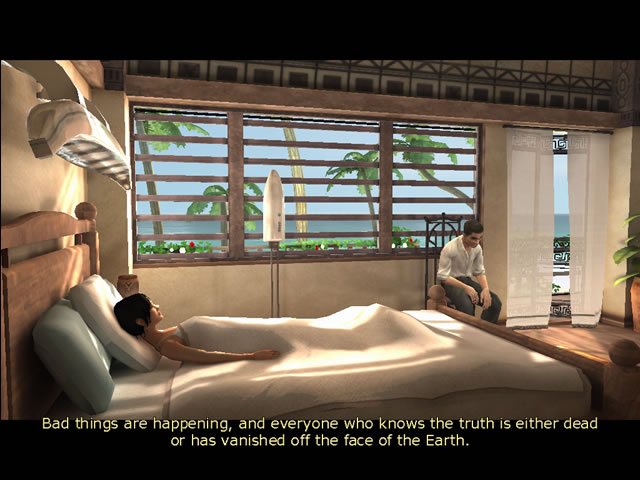 Bad things are happening, and everyone who knows the truth is either dead
or has vanished off the face of the Earth.